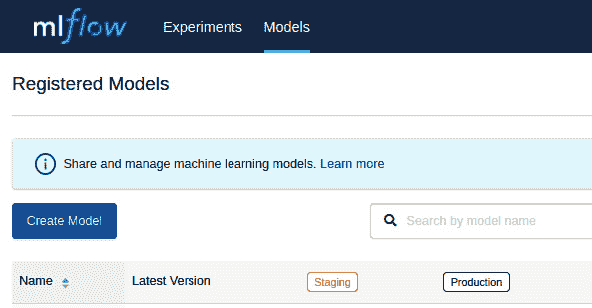 mlflow Experiments Models
Registered Models
Share and manage machine learning models. Learn more
Create Model Search by model name
Name Latest Version Staging Production